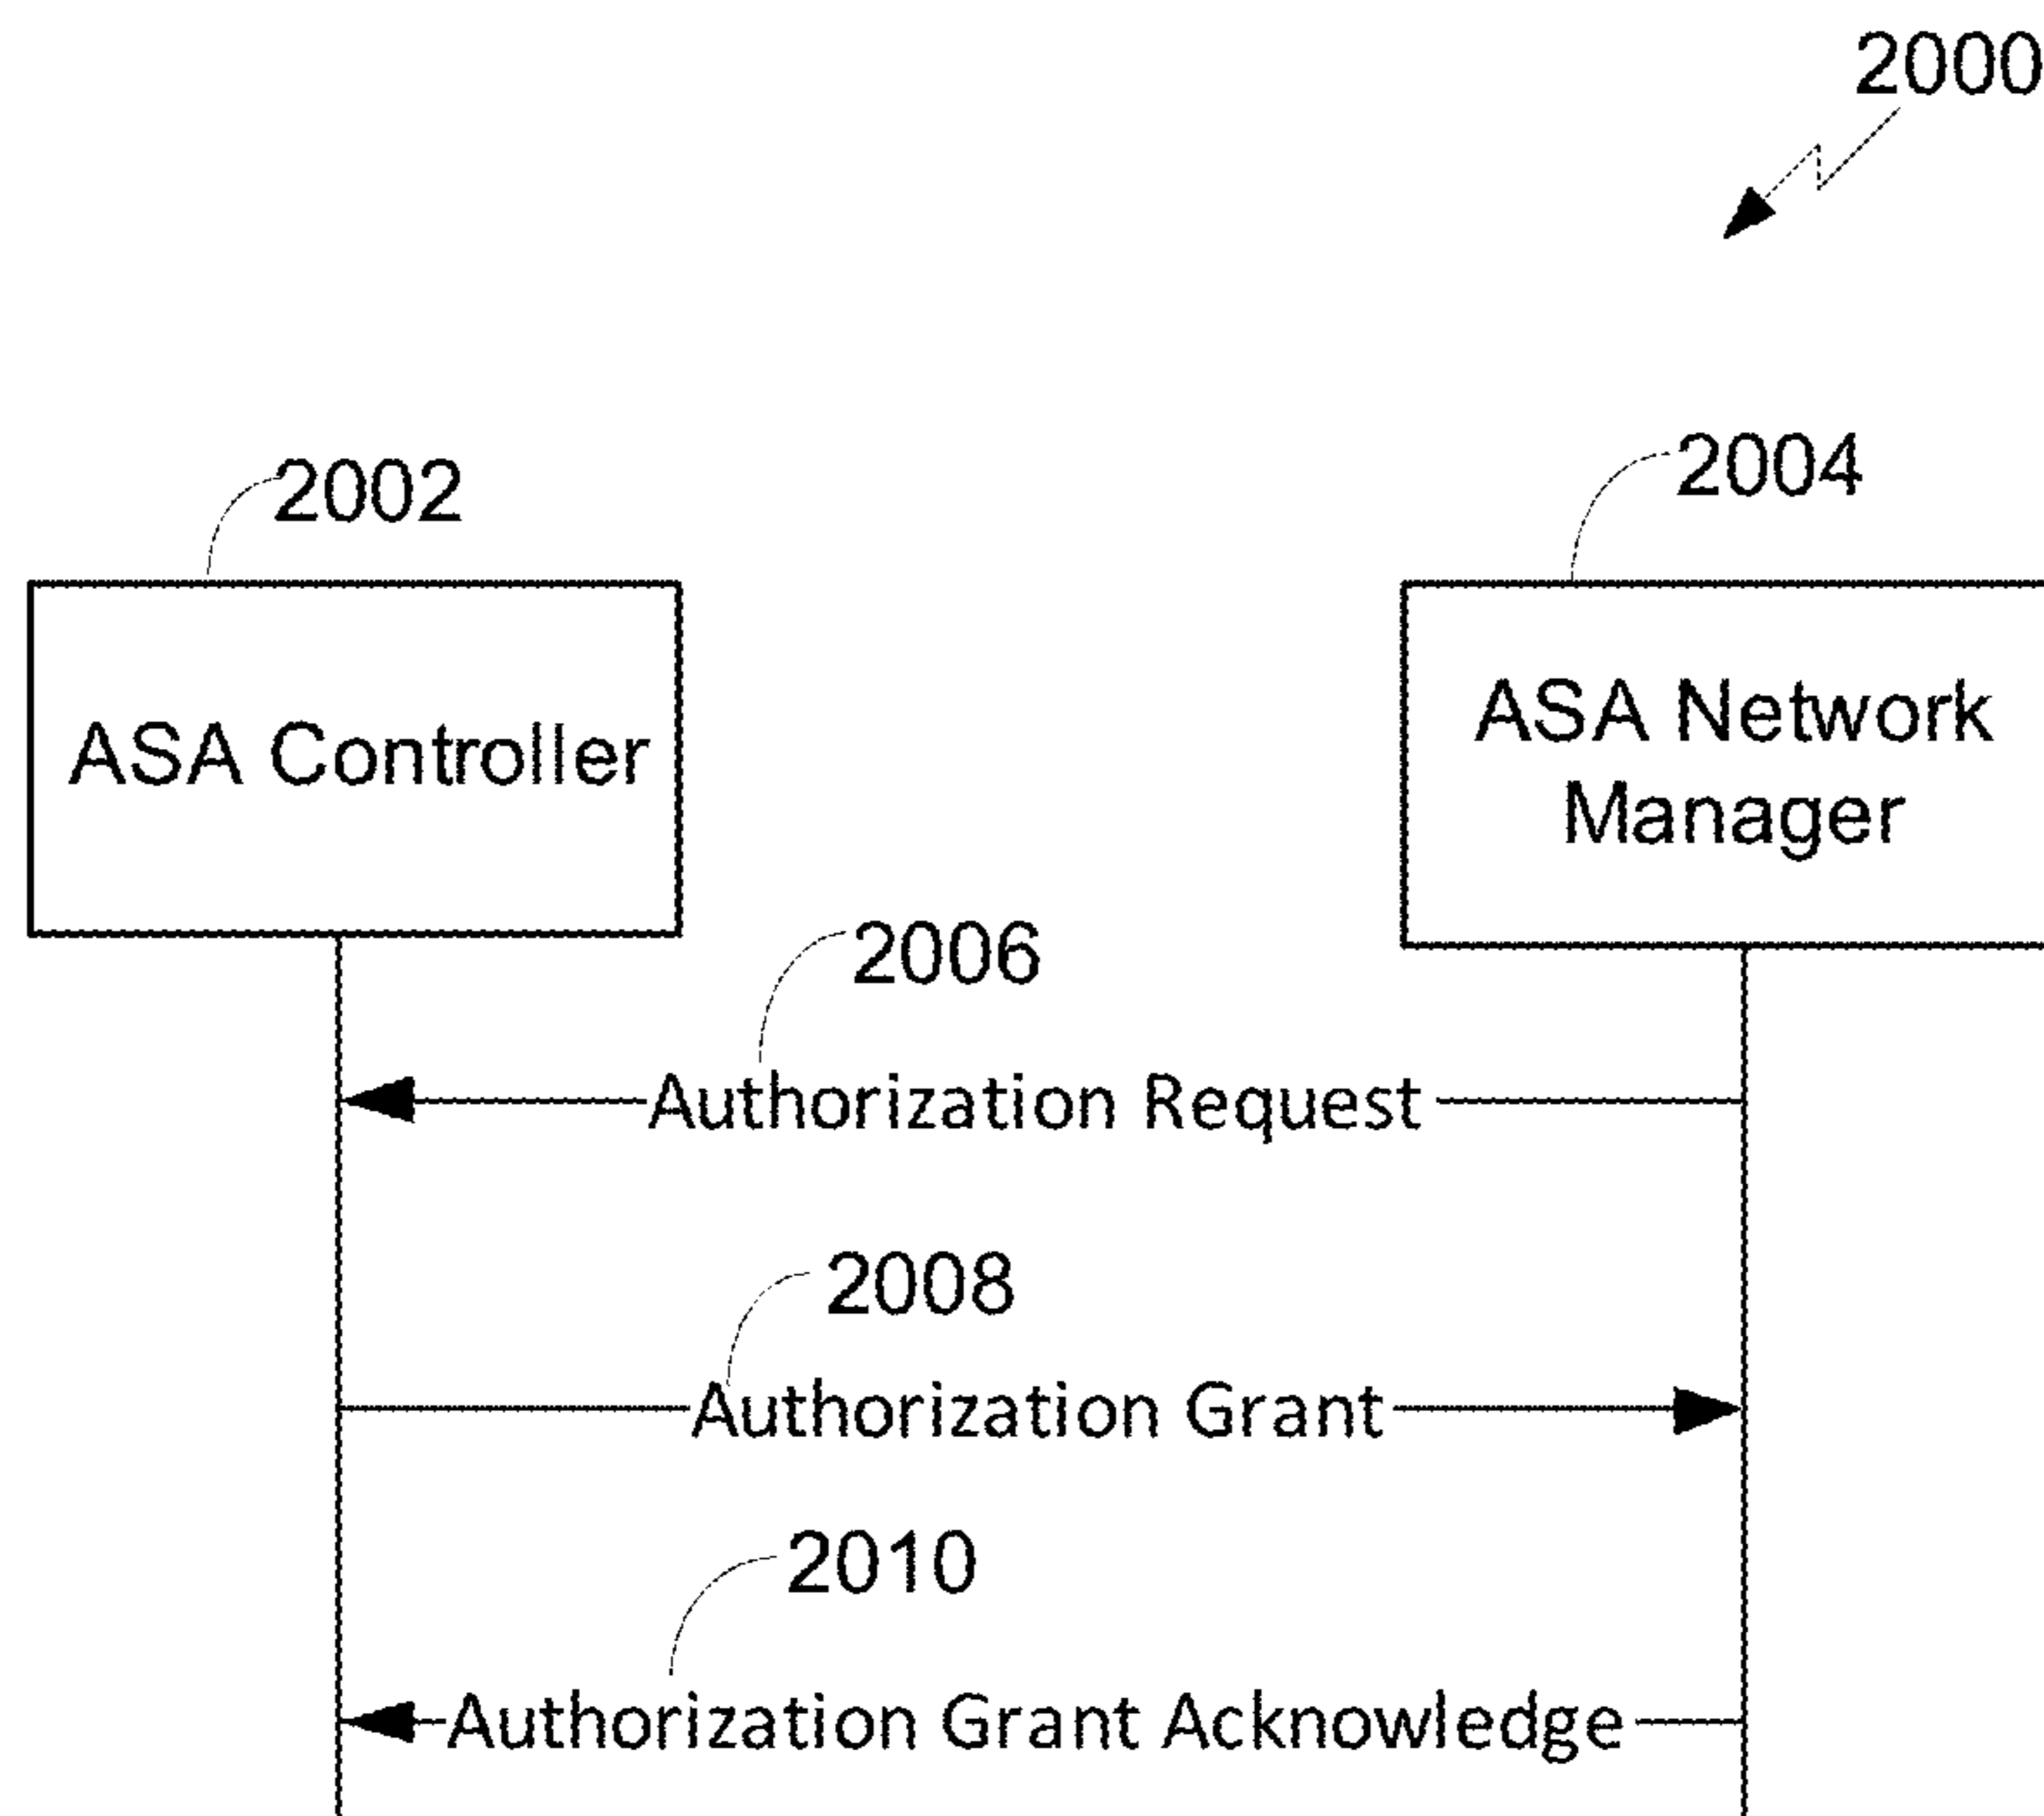 2000
2002
2004
ASA Controller
ASA Network
Manager
2006
Authorization Request
2008
Authorization Grant
2010
Authorization Grant Acknowledge